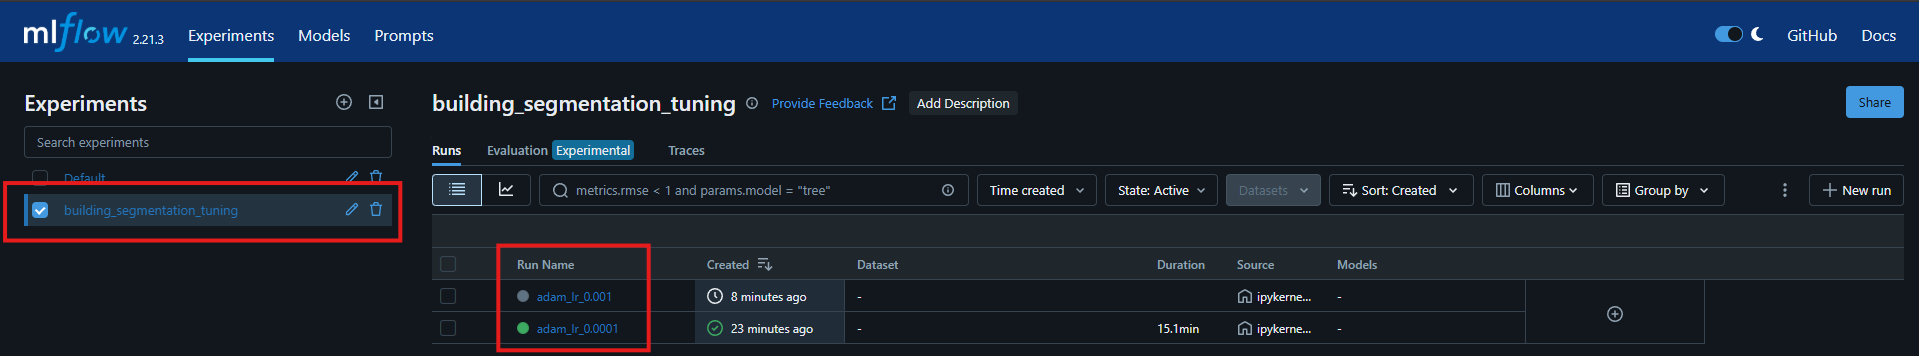 mlflow 2.21.3 Experiments Models Prompts GitHub Docs
Experiments
Search experiments
Default
building_segmentation_tuning
building_segmentation_tuning Provide Feedback Add Description Share
Runs Evaluation Experimental Traces
metrics.rmse < 1 and params.model = "tree" Time created State: Active Datasets Sort: Created Columns Group by New run
Run Name Created Dataset Duration Source Models
adam_lr_0.001 8 minutes ago - ipykerne... -
adam_lr_0.0001 23 minutes ago - 15.1min ipykerne... -